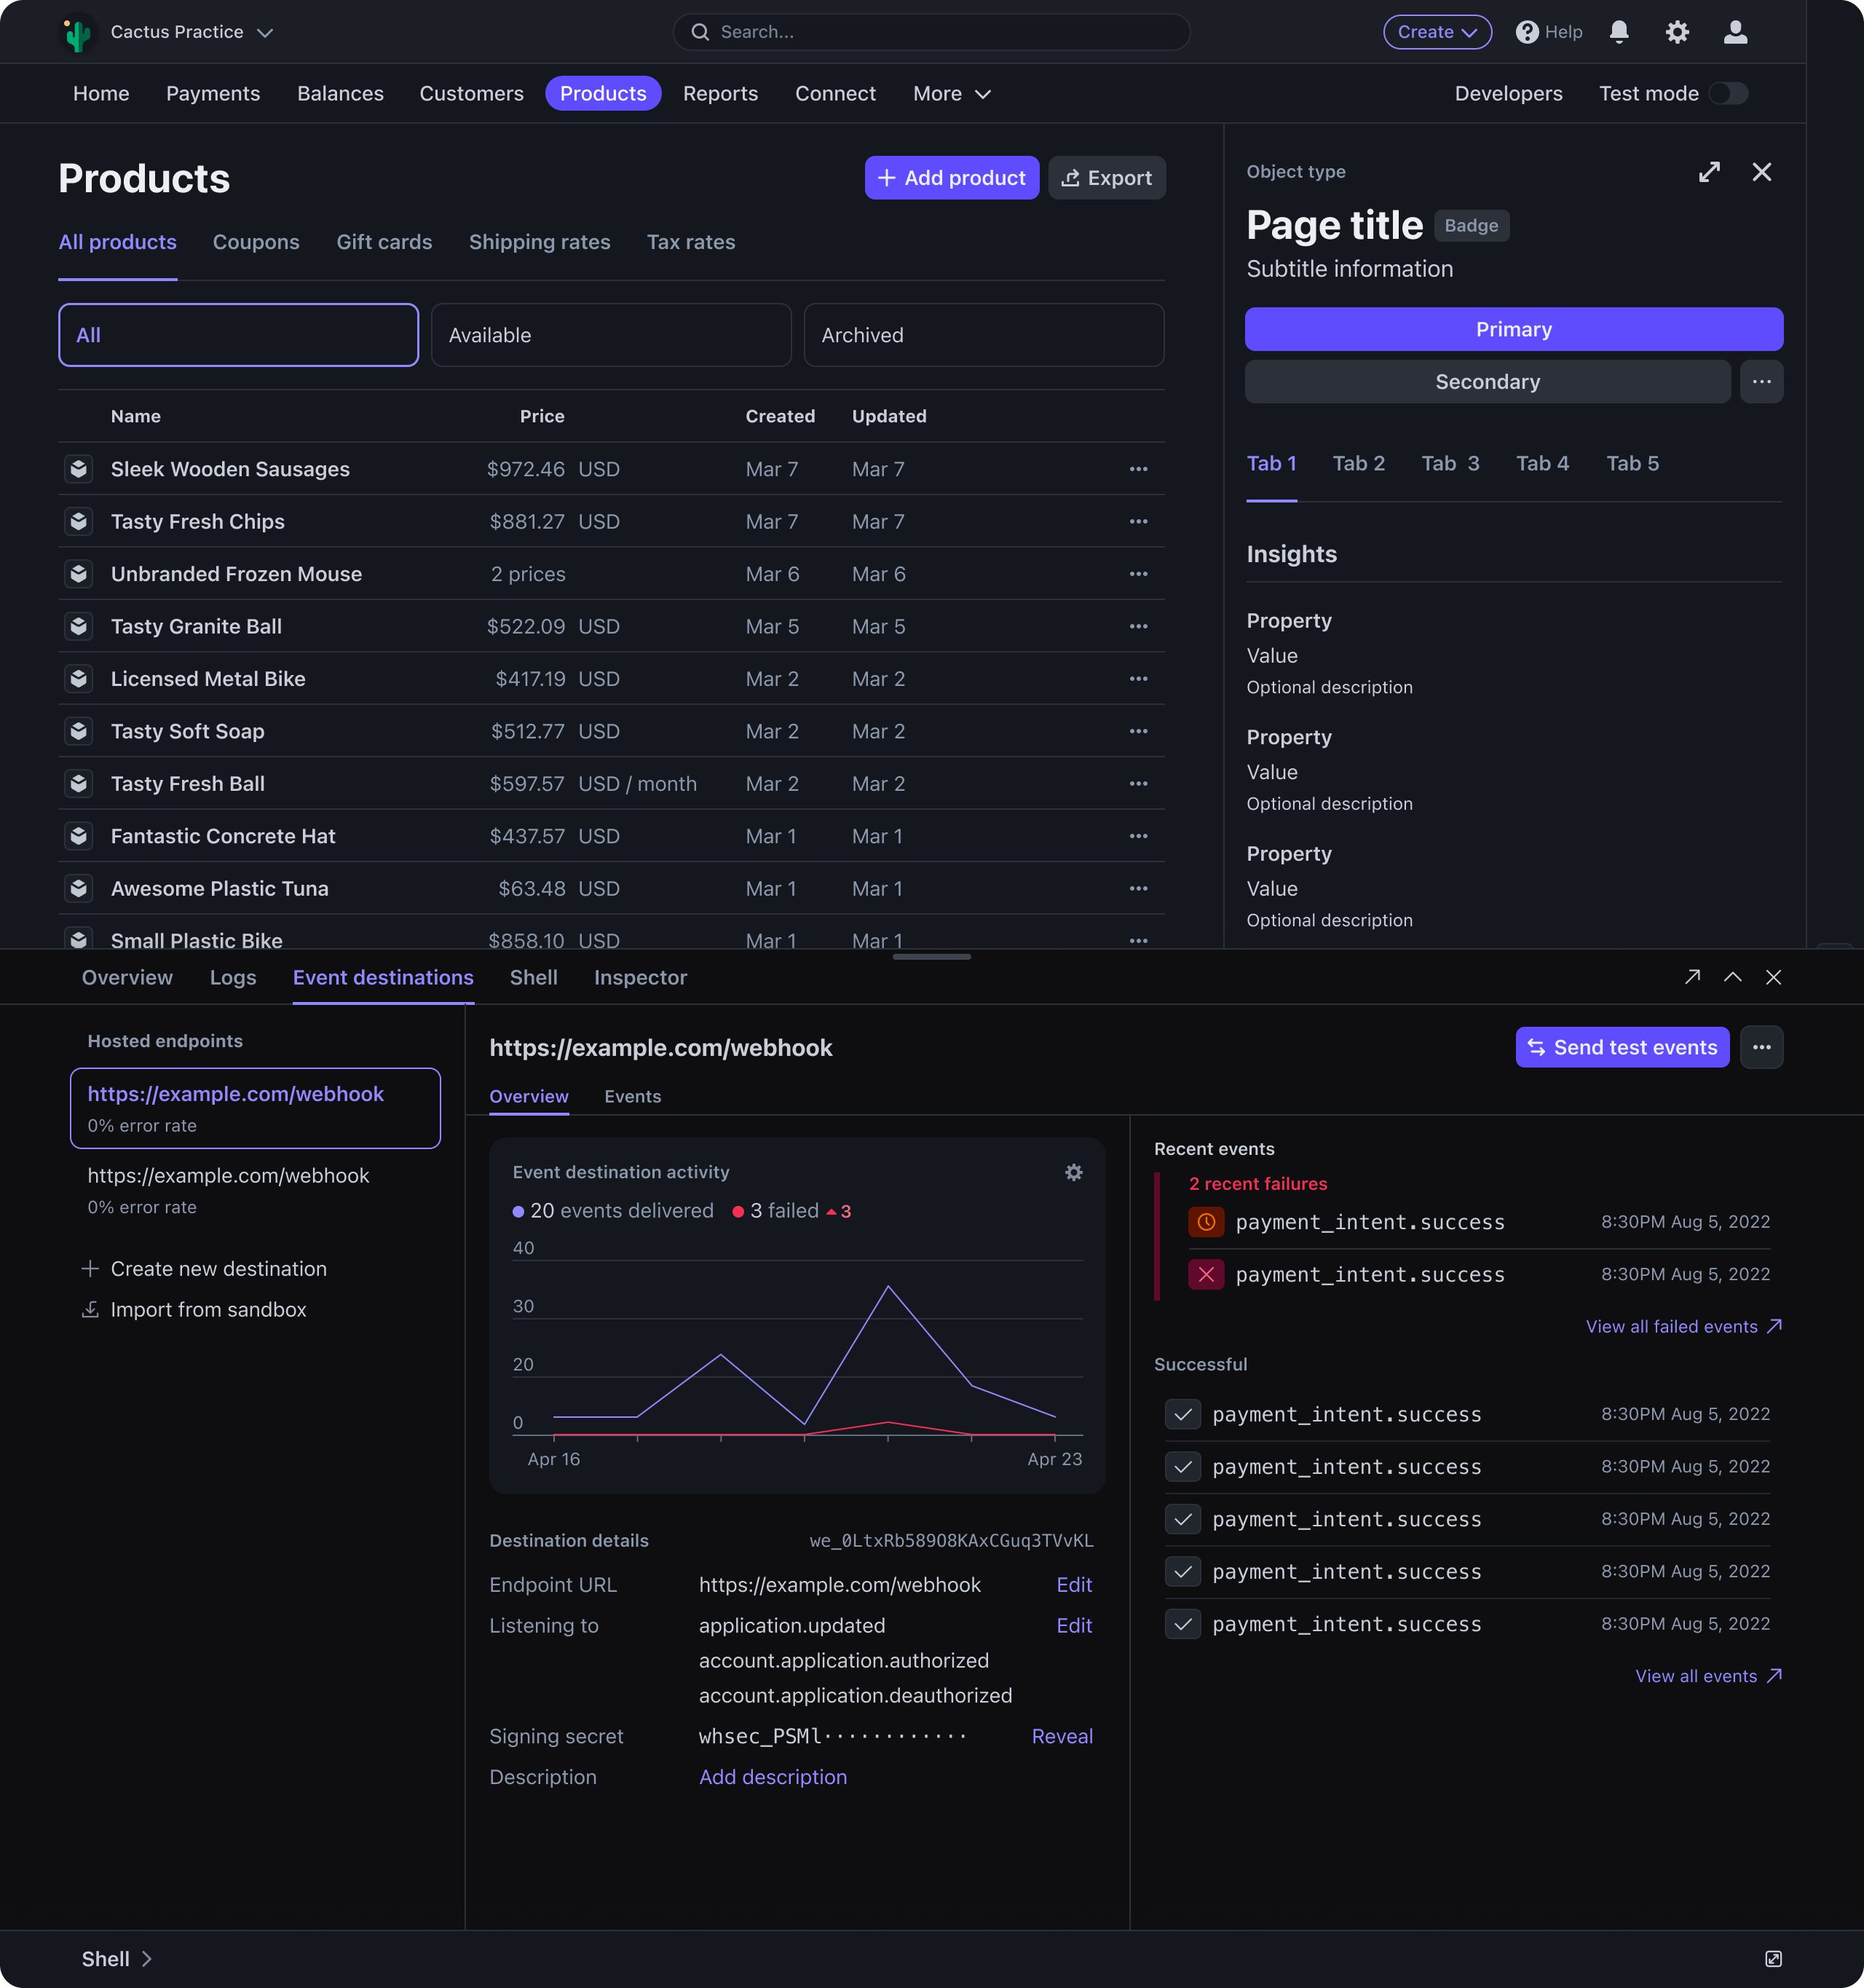 Cactus Practice
Search...
Create
Help
Home Payments Balances Customers Products Reports Connect More Developers Test mode
Products
Add product
Export
All products Coupons Gift cards Shipping rates Tax rates
All
Available
Archived
Name Price Created Updated
Sleek Wooden Sausages $972.46 USD Mar 7 Mar 7
Tasty Fresh Chips $881.27 USD Mar 7 Mar 7
Unbranded Frozen Mouse 2 prices Mar 6 Mar 6
Tasty Granite Ball $522.09 USD Mar 5 Mar 5
Licensed Metal Bike $417.19 USD Mar 2 Mar 2
Tasty Soft Soap $512.77 USD Mar 2 Mar 2
Tasty Fresh Ball $597.57 USD / month Mar 2 Mar 2
Fantastic Concrete Hat $437.57 USD Mar 1 Mar 1
Awesome Plastic Tuna $63.48 USD Mar 1 Mar 1
Small Plastic Bike $858.10 USD Mar 1 Mar 1
Object type
Page title Badge
Subtitle information
Primary
Secondary
Tab 1 Tab 2 Tab 3 Tab 4 Tab 5
Insights
Property
Value
Optional description
Property
Value
Optional description
Property
Value
Optional description
Overview Logs Event destinations Shell Inspector
Hosted endpoints
https://example.com/webhook
0% error rate
https://example.com/webhook
0% error rate
Create new destination
Import from sandbox
https://example.com/webhook
Send test events
Overview Events
Event destination activity
20 events delivered 3 failed 3
40
30
20
0
Apr 16 Apr 23
Destination details we_0LtxRb589O8KAxCGuq3TVvKL
Endpoint URL https://example.com/webhook Edit
Listening to application.updated Edit
account.application.authorized
account.application.deauthorized
Signing secret whsec_PSMl············ Reveal
Description Add description
Recent events
2 recent failures
payment_intent.success 8:30PM Aug 5, 2022
payment_intent.success 8:30PM Aug 5, 2022
View all failed events
Successful
payment_intent.success 8:30PM Aug 5, 2022
payment_intent.success 8:30PM Aug 5, 2022
payment_intent.success 8:30PM Aug 5, 2022
payment_intent.success 8:30PM Aug 5, 2022
payment_intent.success 8:30PM Aug 5, 2022
View all events
Shell